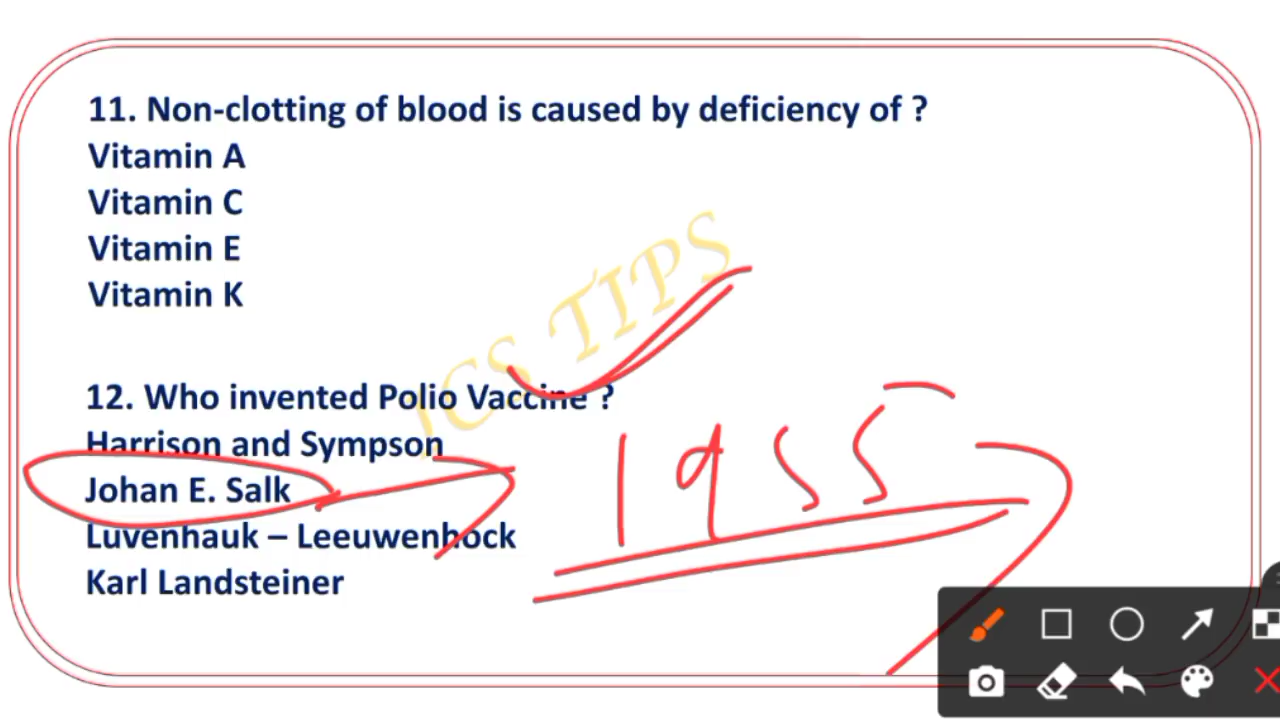 11. Non-clotting of blood is caused by deficiency of ?
Vitamin A
Vitamin C
Vitamin E
Vitamin K
ICS TIPS
12. Who invented Polio Vaccine ?
Harrison and Sympson
Johan E. Salk
1955
Luvenhauk – Leeuwenhock
Karl Landsteiner